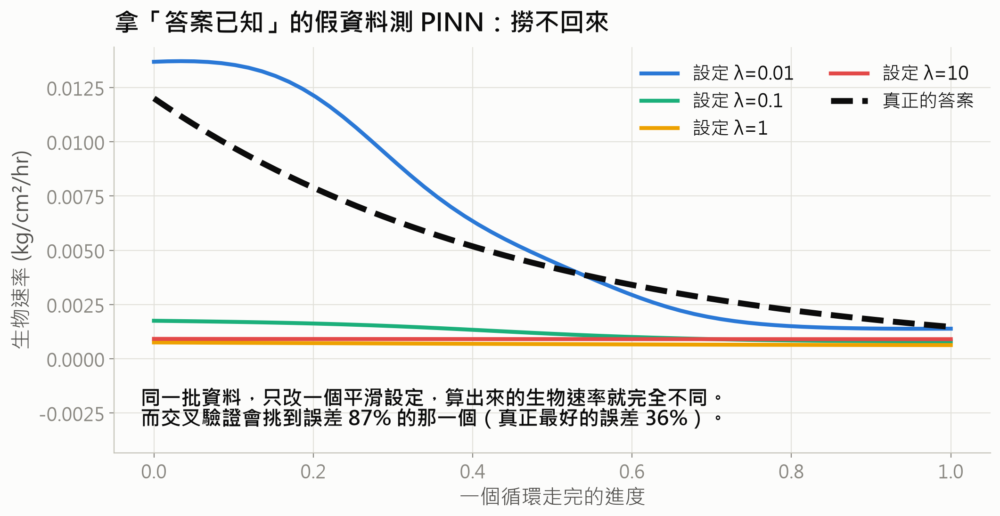 拿「答案已知」的假資料測 PINN：撈不回來
設定 λ=0.01
設定 λ=0.1
設定 λ=1
設定 λ=10
真正的答案
生物速率 (kg/cm²/hr)
0.0125
0.0100
0.0075
0.0050
0.0025
0.0000
-0.0025
同一批資料，只改一個平滑設定，算出來的生物速率就完全不同。
而交叉驗證會挑到誤差 87% 的那一個（真正最好的誤差 36%）。
0.0
0.2
0.4
0.6
0.8
1.0
一個循環走完的進度